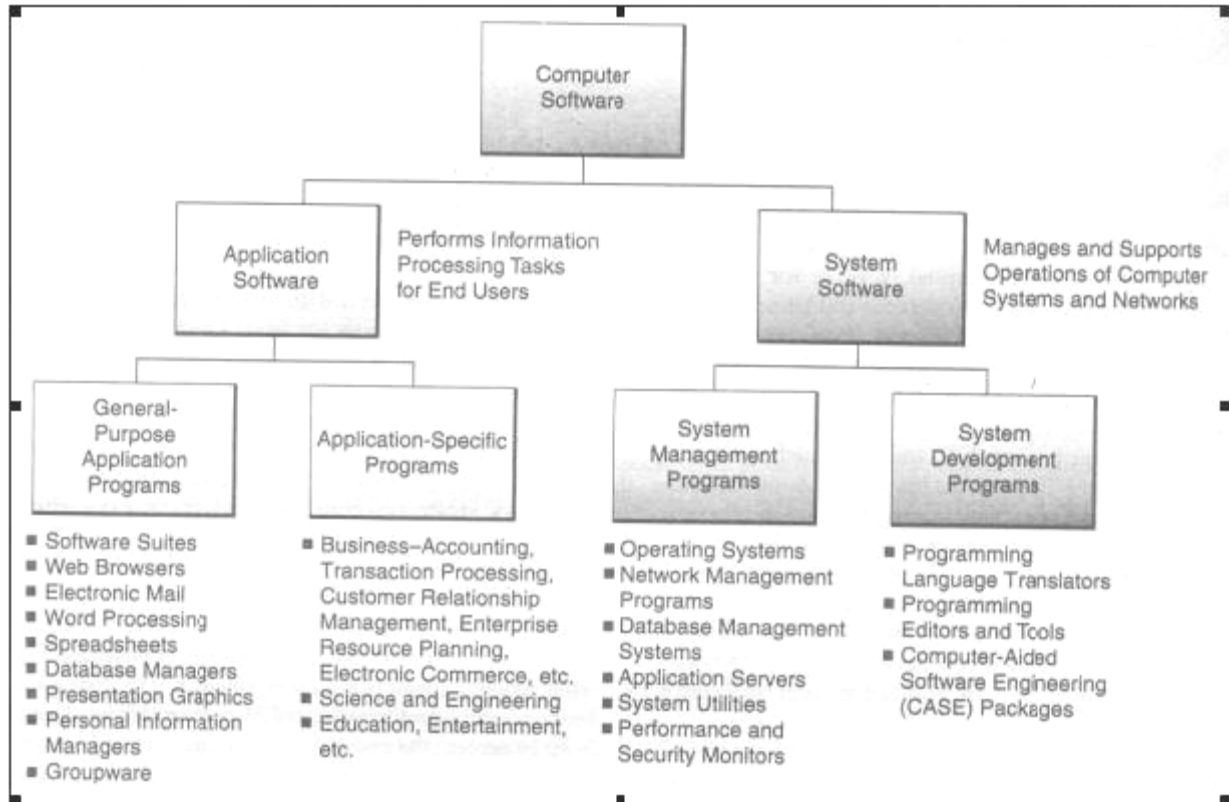 Computer
Software
Application
Software
Performs Information
Processing Tasks
for End Users
System
Software
Manages and Supports
Operations of Computer
Systems and Networks
General-
Purpose
Application
Programs
Application-Specific
Programs
System
Management
Programs
System
Development
Programs
■ Software Suites
■ Web Browsers
■ Electronic Mail
■ Word Processing
■ Spreadsheets
■ Database Managers
■ Presentation Graphics
■ Personal Information
Managers
■ Groupware
■ Business–Accounting,
Transaction Processing,
Customer Relationship
Management, Enterprise
Resource Planning,
Electronic Commerce, etc.
■ Science and Engineering
■ Education, Entertainment,
etc.
■ Operating Systems
■ Network Management
Programs
■ Database Management
Systems
■ Application Servers
■ System Utilities
■ Performance and
Security Monitors
■ Programming
Language Translators
■ Programming
Editors and Tools
■ Computer-Aided
Software Engineering
(CASE) Packages